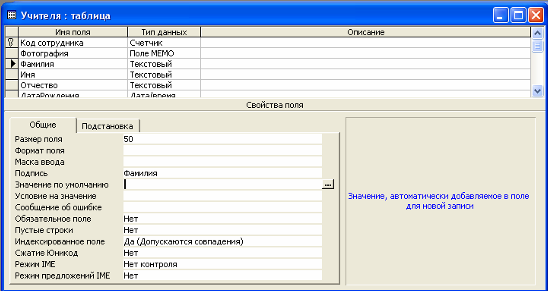 Учителя : таблица
Имя поля Тип данных Описание
Код сотрудника Счетчик
Фотография Поле МЕМО
Фамилия Текстовый
Имя Текстовый
Отчество Текстовый
ДатаРождения Дата/время
Свойства поля
Общие Подстановка
Размер поля 50
Формат поля
Маска ввода
Подпись Фамилия
Значение по умолчанию ...
Условие на значение
Сообщение об ошибке
Обязательное поле Нет
Пустые строки Нет
Индексированное поле Да (Допускаются совпадения)
Сжатие Юникод Нет
Режим IME Нет контроля
Режим предложений IME Нет
Значение, автоматически добавляемое в поле
для новой записи